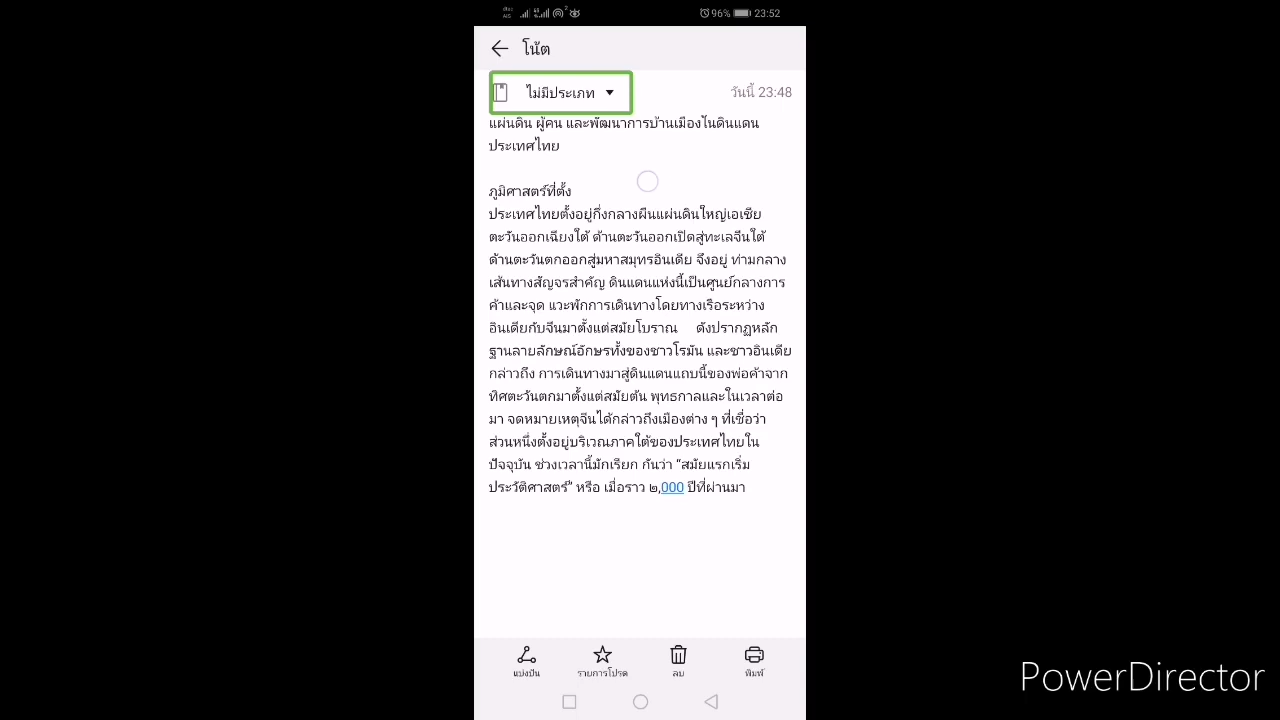 96% 23:52
โน้ต
ไม่มีประเภท วันนี้ 23:48
แผ่นดิน ผู้คน และพัฒนาการบ้านเมืองในดินแดน
ประเทศไทย
ภูมิศาสตร์ที่ตั้ง
ประเทศไทยตั้งอยู่กึ่งกลางผืนแผ่นดินใหญ่เอเชีย
ตะวันออกเฉียงใต้ ด้านตะวันออกเปิดสู่ทะเลจีนใต้
ด้านตะวันตกออกสู่มหาสมุทรอินเดีย จึงอยู่ ท่ามกลาง
เส้นทางสัญจรสำคัญ ดินแดนแห่งนี้เป็นศูนย์กลางการ
ค้าและจุด แวะพักการเดินทางโดยทางเรือระหว่าง
อินเดียกับจีนมาตั้งแต่สมัยโบราณ ดังปรากฏหลัก
ฐานลายลักษณ์อักษรทั้งของชาวโรมัน และชาวอินเดีย
กล่าวถึง การเดินทางมาสู่ดินแดนแถบนี้ของพ่อค้าจาก
ทิศตะวันตกมาตั้งแต่สมัยต้น พุทธกาลและในเวลาต่อ
มา จดหมายเหตุจีนได้กล่าวถึงเมืองต่าง ๆ ที่เชื่อว่า
ส่วนหนึ่งตั้งอยู่บริเวณภาคใต้ของประเทศไทยใน
ปัจจุบัน ช่วงเวลานี้มักเรียก กันว่า “สมัยแรกเริ่ม
ประวัติศาสตร์” หรือ เมื่อราว ๒,000 ปีที่ผ่านมา
แบ่งปัน รายการโปรด ลบ พิมพ์
PowerDirector